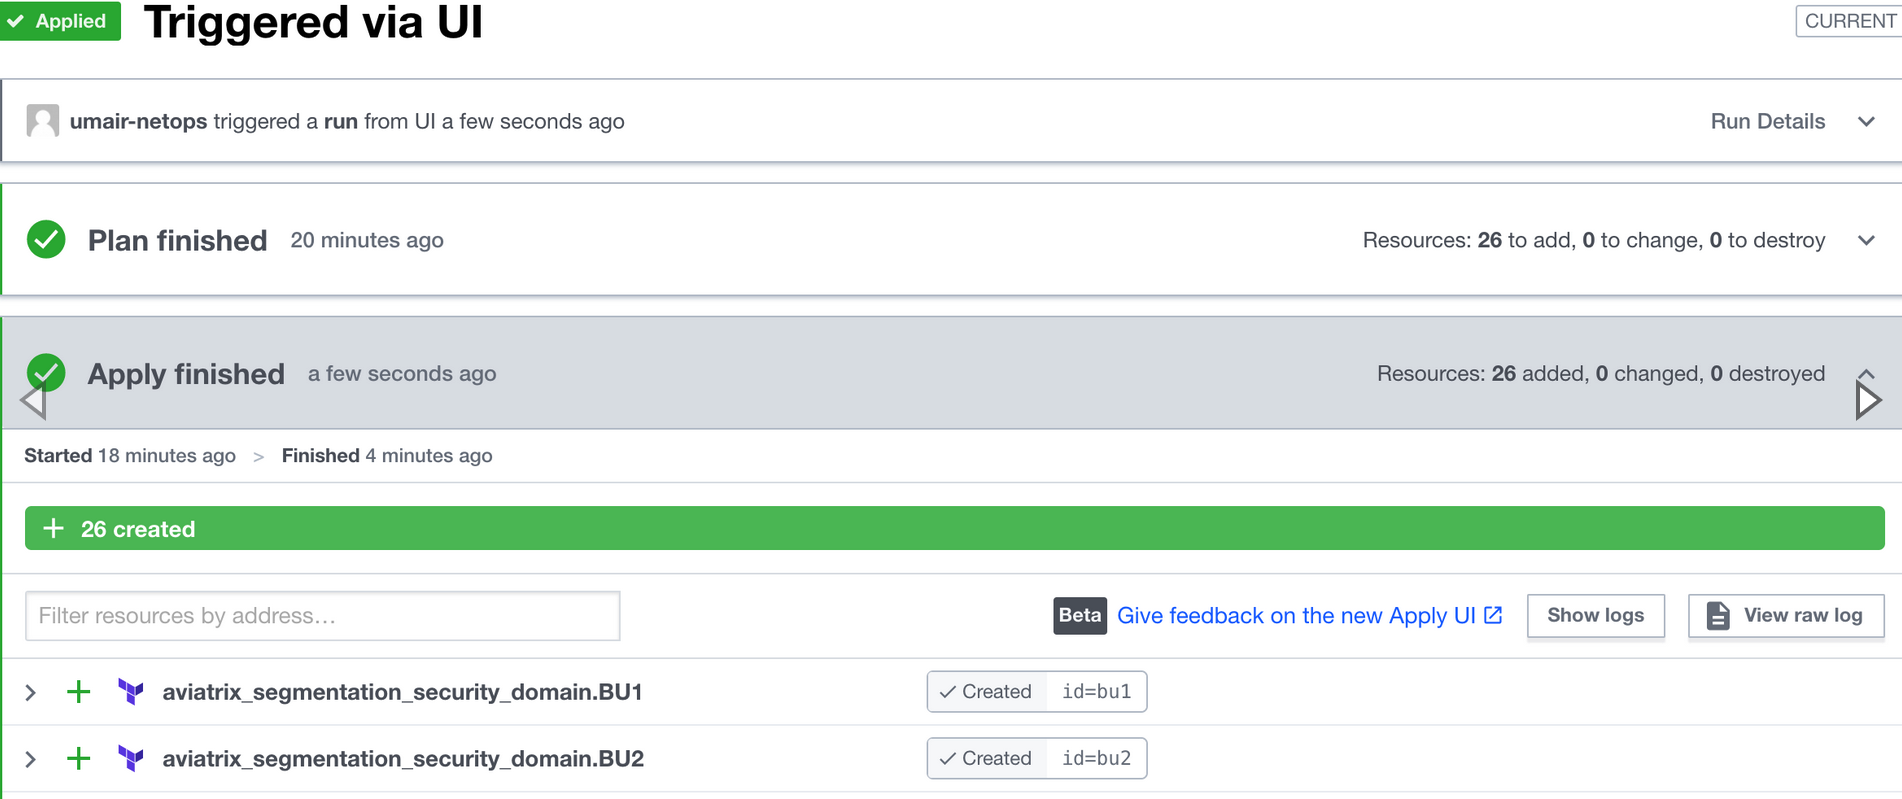 Applied Triggered via UI CURRENT
umair-netops triggered a run from UI a few seconds ago Run Details
Plan finished 20 minutes ago Resources: 26 to add, 0 to change, 0 to destroy
Apply finished a few seconds ago Resources: 26 added, 0 changed, 0 destroyed
Started 18 minutes ago > Finished 4 minutes ago
+ 26 created
Filter resources by address... Beta Give feedback on the new Apply UI Show logs View raw log
aviatrix_segmentation_security_domain.BU1 Created id=bu1
aviatrix_segmentation_security_domain.BU2 Created id=bu2